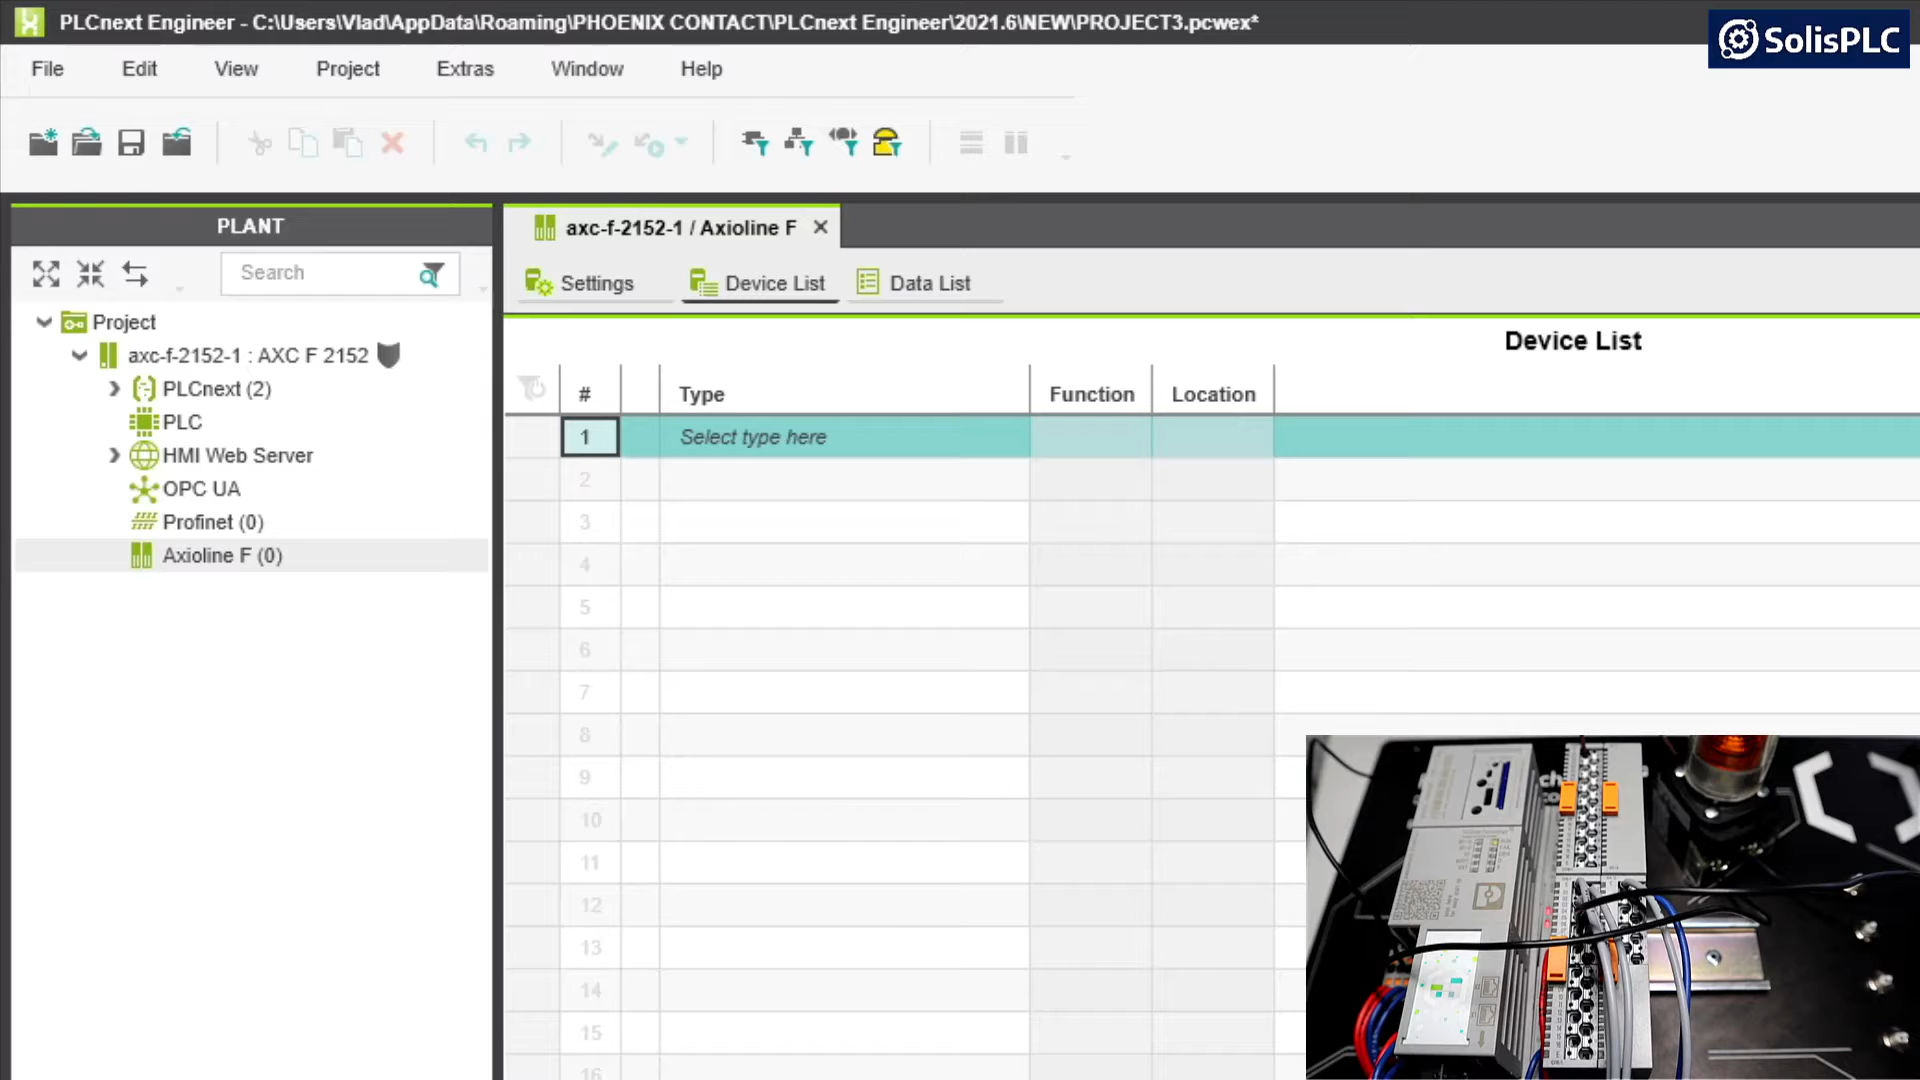 PLCnext Engineer - C:\Users\Vlad\AppData\Roaming\PHOENIX CONTACT\PLCnext Engineer\2021.6\NEW\PROJECT3.pcwex*
SolisPLC
File Edit View Project Extras Window Help
PLANT
Search
Project
axc-f-2152-1 : AXC F 2152
PLCnext (2)
PLC
HMI Web Server
OPC UA
Profinet (0)
Axioline F (0)
axc-f-2152-1 / Axioline F
Settings Device List Data List
Device List
# Type Function Location
1 Select type here
2
3
4
5
6
7
8
9
10
11
12
13
14
15
16